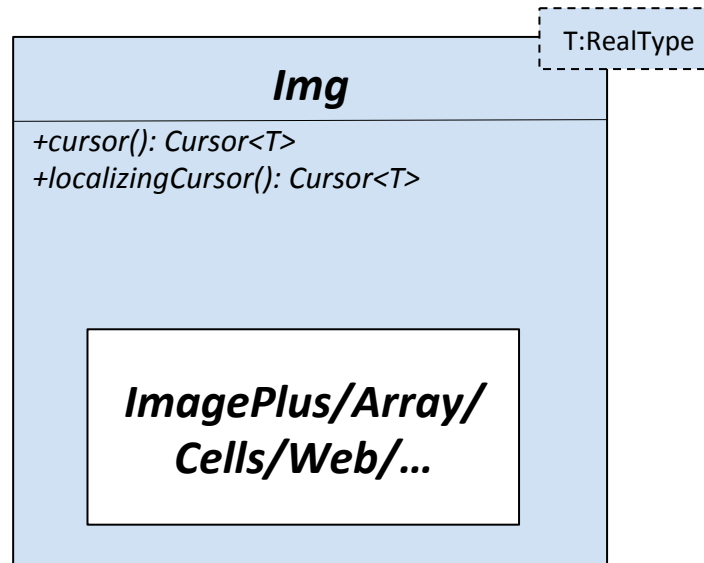 T:RealType
Img
+cursor(): Cursor<T>
+localizingCursor(): Cursor<T>
ImagePlus/Array/
Cells/Web/…